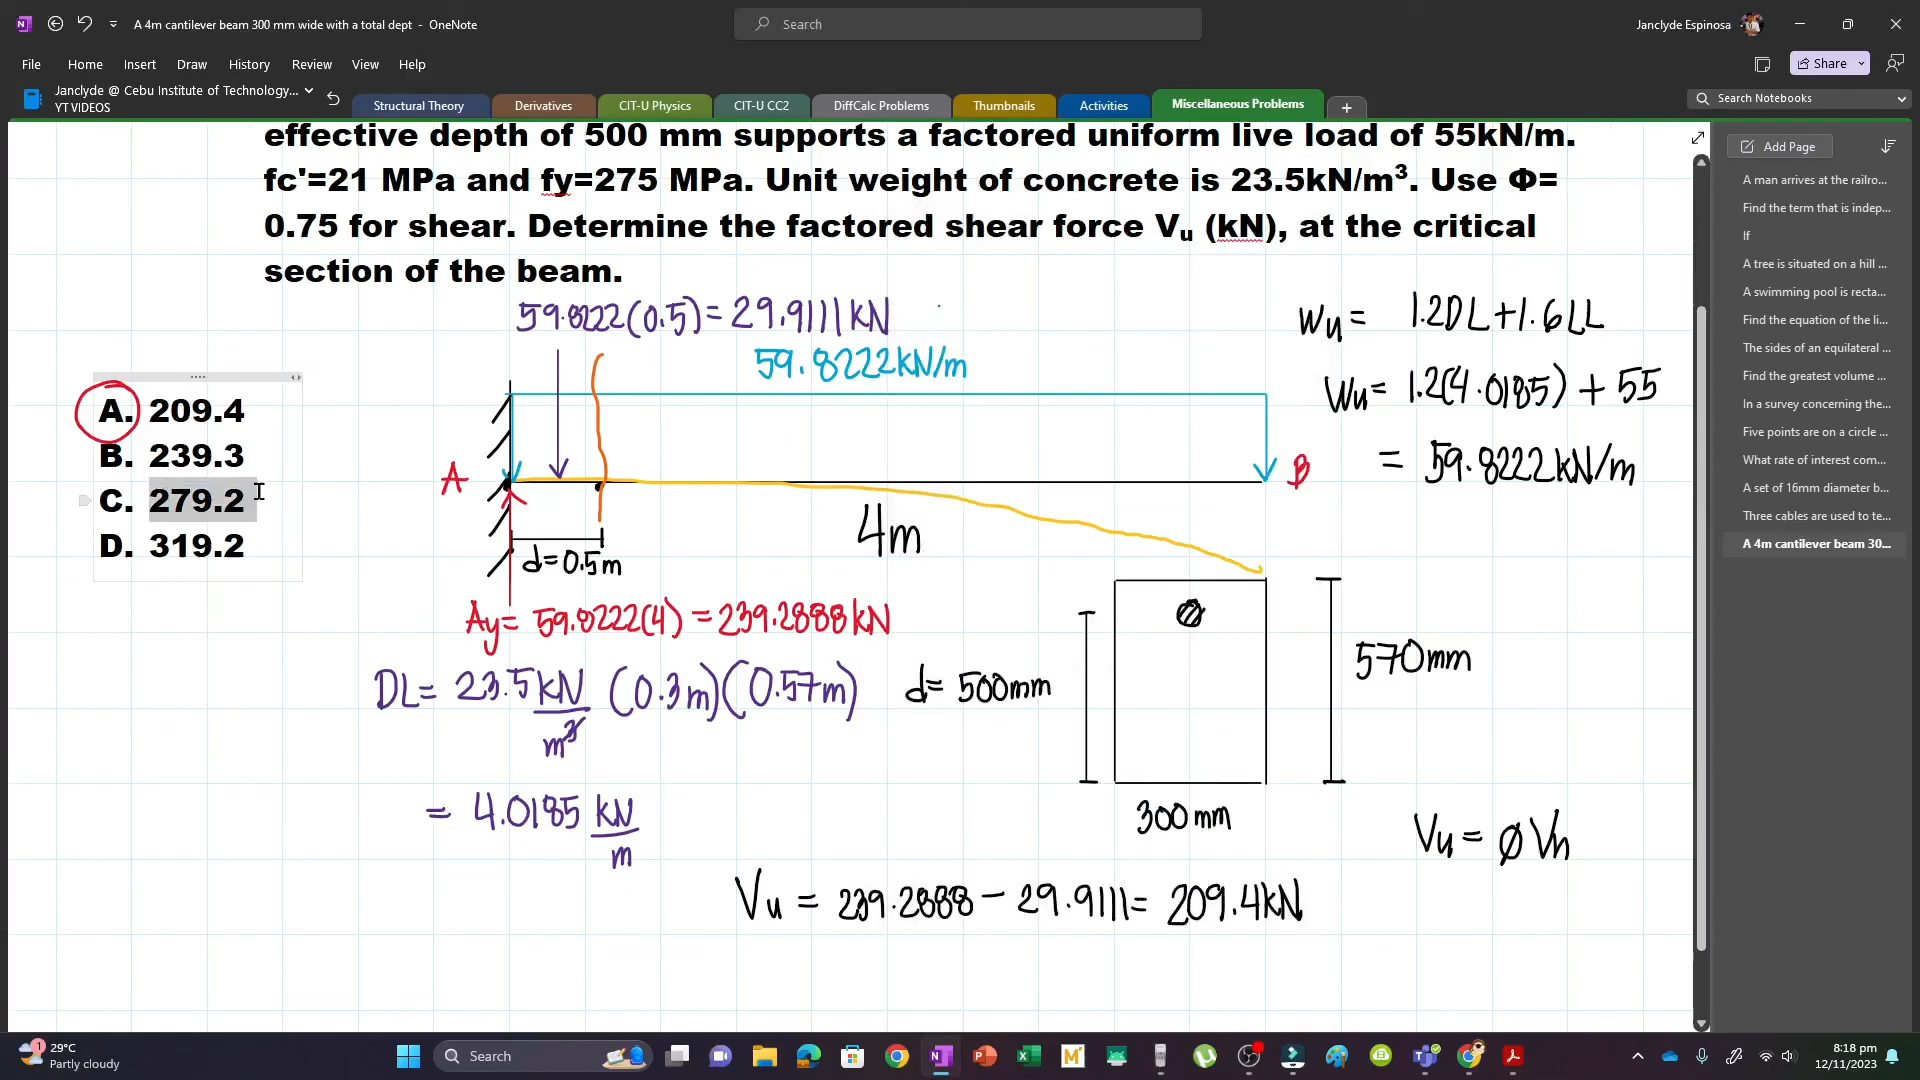 A 4m cantilever beam 300 mm wide with a total dept - OneNote
Search
Janclyde Espinosa
File Home Insert Draw History Review View Help
Share
Janclyde @ Cebu Institute of Technology...
YT VIDEOS
Structural Theory
Derivatives
CIT-U Physics
CIT-U CC2
DiffCalc Problems
Thumbnails
Activities
Miscellaneous Problems
Search Notebooks
effective depth of 500 mm supports a factored uniform live load of 55kN/m.
fc'=21 MPa and fy=275 MPa. Unit weight of concrete is 23.5kN/m³. Use Φ=
0.75 for shear. Determine the factored shear force Vᵤ (kN), at the critical
section of the beam.
59.8222(0.5)=29.9111kN
59.8222kN/m
Wu= 1.2DL+1.6LL
Wu= 1.2(4.0185)+55
= 59.8222kN/m
A. 209.4
B. 239.3
C. 279.2
D. 319.2
A
B
4m
d=0.5m
Ay= 59.8222(4)=239.2888kN
DL= 23.5 kN/m³ (0.3m)(0.57m)
= 4.0185 kN/m
d= 500mm
570mm
300mm
Vu= φVn
Vu = 239.2888-29.9111= 209.4kN
Add Page
A man arrives at the railro...
Find the term that is indep...
If
A tree is situated on a hill ...
A swimming pool is recta...
Find the equation of the li...
The sides of an equilateral ...
Find the greatest volume ...
In a survey concerning the...
Five points are on a circle ...
What rate of interest com...
A set of 16mm diameter b...
Three cables are used to te...
A 4m cantilever beam 30...
1
29°C
Partly cloudy
Search
8:18 pm
12/11/2023